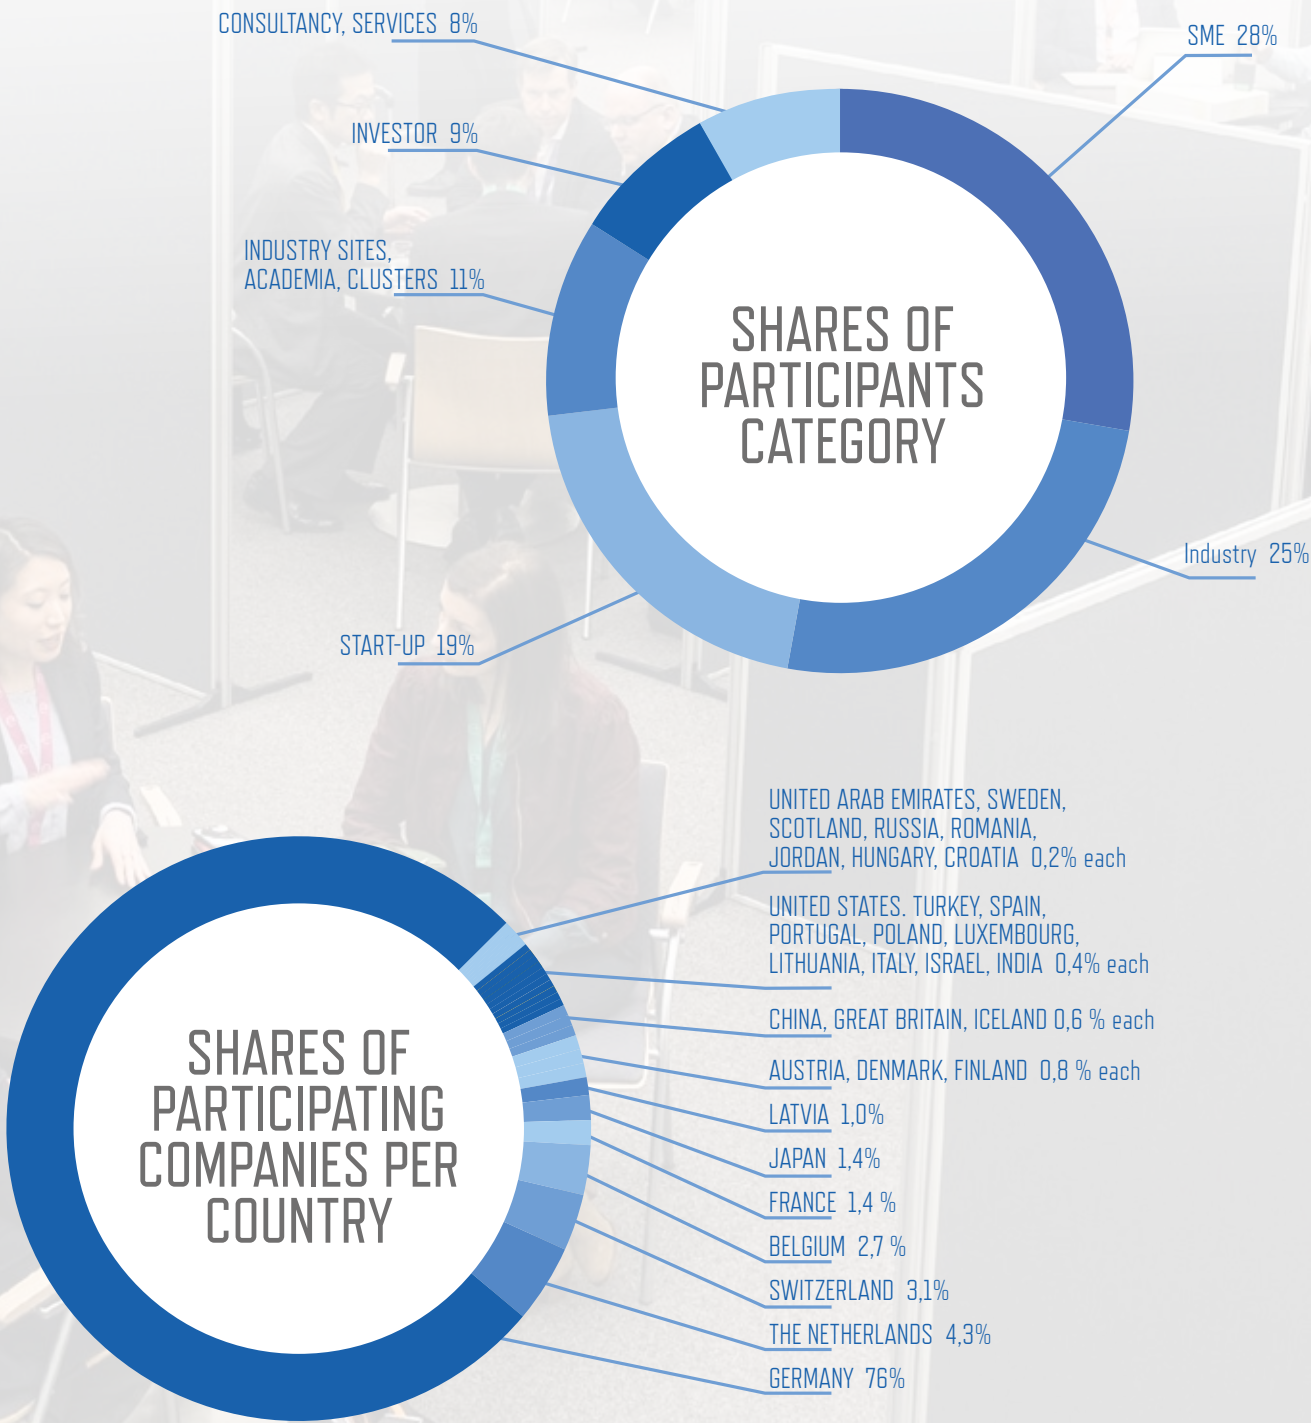 CONSULTANCY, SERVICES 8%
SME 28%
INVESTOR 9%
INDUSTRY SITES,
ACADEMIA, CLUSTERS 11%
SHARES OF
PARTICIPANTS
CATEGORY
Industry 25%
START-UP 19%
UNITED ARAB EMIRATES, SWEDEN,
SCOTLAND, RUSSIA, ROMANIA,
JORDAN, HUNGARY, CROATIA 0,2% each
UNITED STATES. TURKEY, SPAIN,
PORTUGAL, POLAND, LUXEMBOURG,
LITHUANIA, ITALY, ISRAEL, INDIA 0,4% each
CHINA, GREAT BRITAIN, ICELAND 0,6 % each
AUSTRIA, DENMARK, FINLAND 0,8 % each
LATVIA 1,0%
JAPAN 1,4%
FRANCE 1,4 %
BELGIUM 2,7 %
SWITZERLAND 3,1%
THE NETHERLANDS 4,3%
GERMANY 76%
SHARES OF
PARTICIPATING
COMPANIES PER
COUNTRY